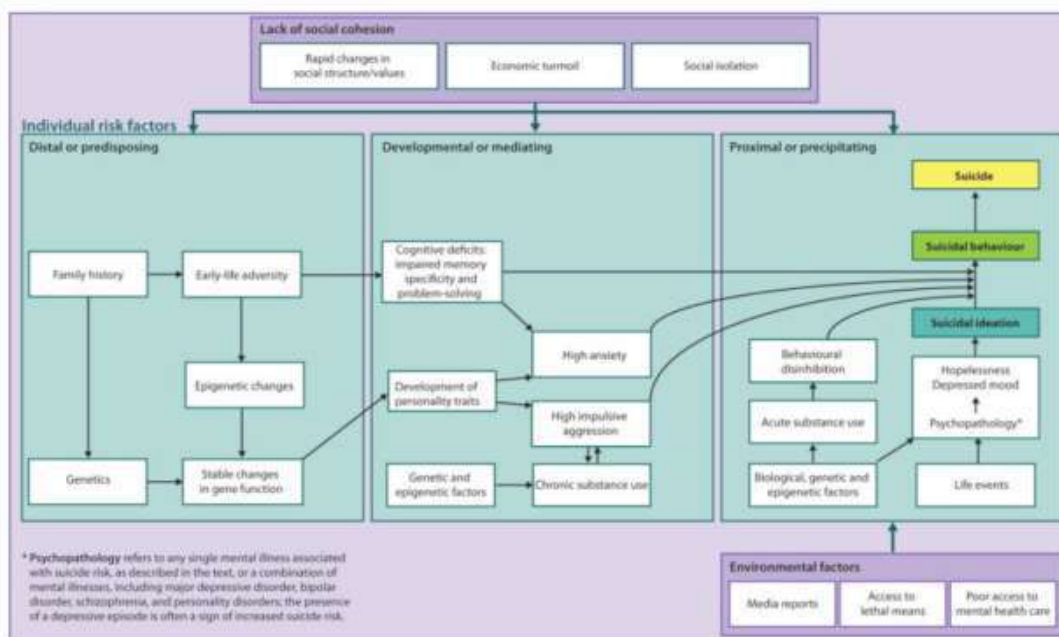 Lack of social cohesion
Rapid changes in
social structure/values
Economic turmoil
Social isolation
Individual risk factors
Distal or predisposing
Family history
Early-life adversity
Epigenetic changes
Genetics
Stable changes
in gene function
Developmental or mediating
Cognitive deficits:
impaired memory
specificity and
problem-solving
High anxiety
Development of
personality traits
High impulsive
aggression
Genetic and
epigenetic factors
Chronic substance use
Proximal or precipitating
Suicide
Suicidal behaviour
Suicidal ideation
Behavioural
disinhibition
Hopelessness
Depressed mood
Acute substance use
Psychopathology*
Biological, genetic and
epigenetic factors
Life events
* Psychopathology refers to any single mental illness associated
with suicide risk, as described in the text, or a combination of
mental illnesses, including major depressive disorder, bipolar
disorder, schizophrenia, and personality disorders; the presence
of a depressive episode is often a sign of increased suicide risk.
Environmental factors
Media reports
Access to
lethal means
Poor access to
mental health care